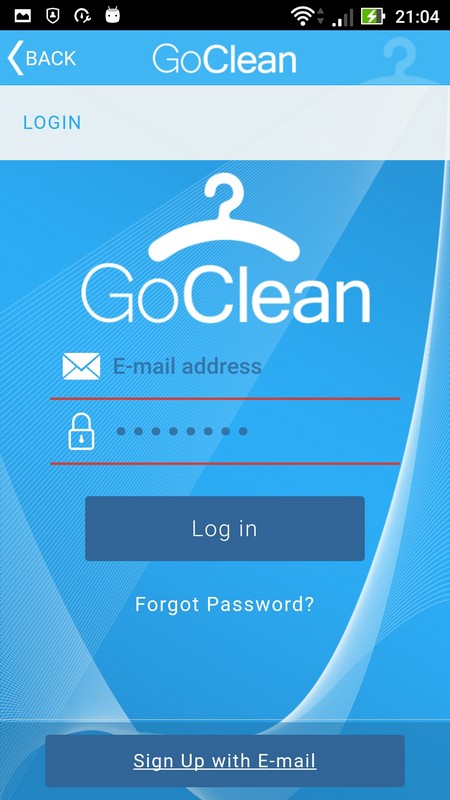 21:04
BACK
GoClean
LOGIN
GoClean
E-mail address
Log in
Forgot Password?
Sign Up with E-mail